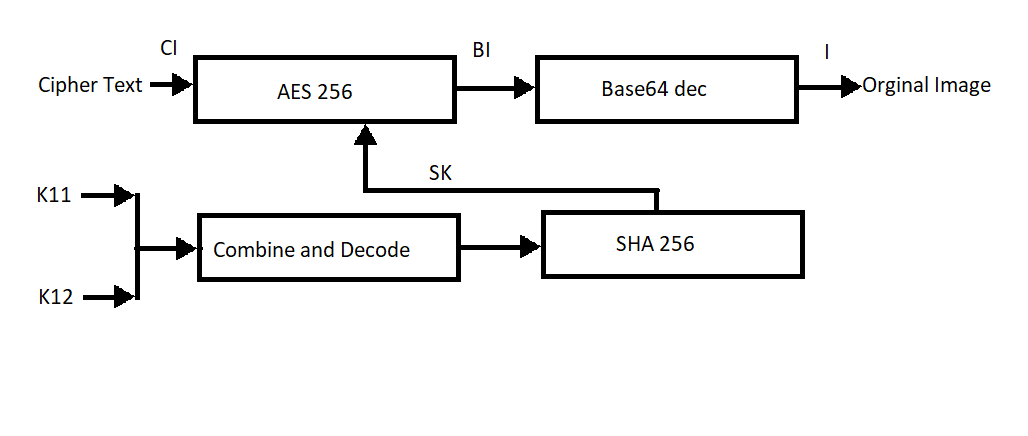 CI
BI
I
Cipher Text
AES 256
Base64 dec
Orginal Image
SK
K11
Combine and Decode
SHA 256
K12